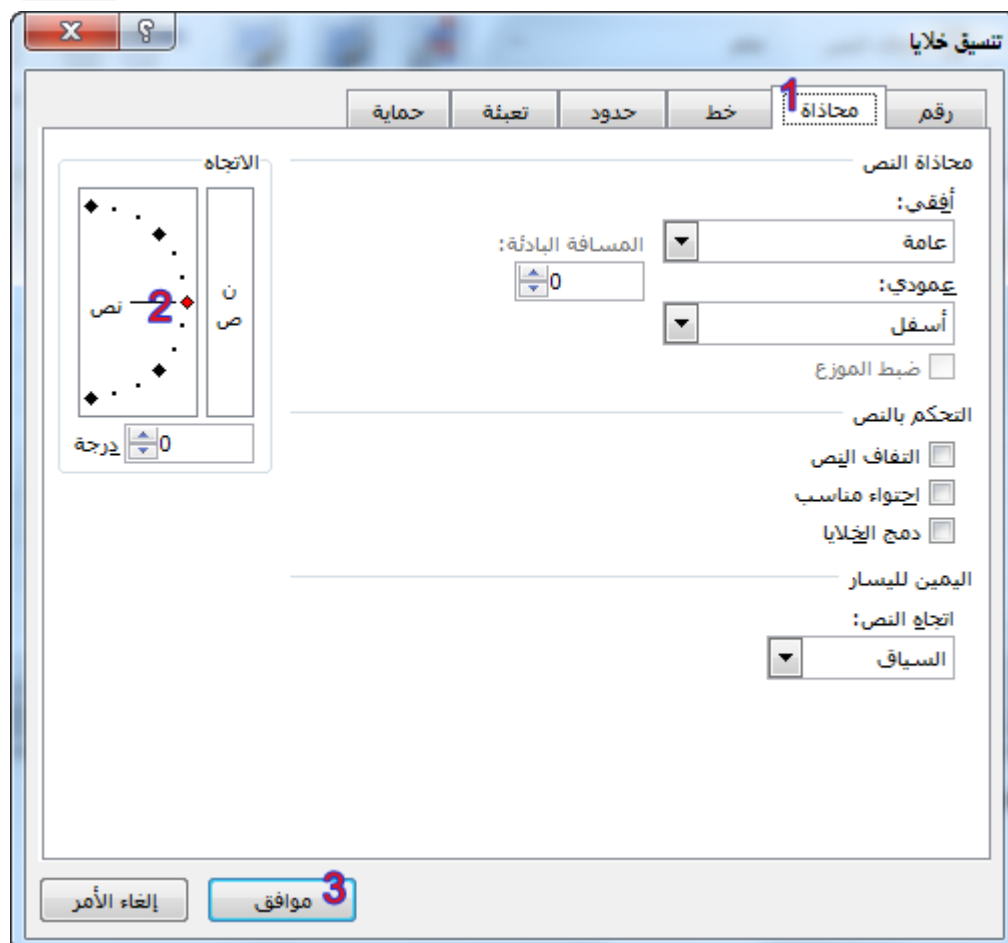 تنسيق خلايا
رقم
محاذاة
1
خط
حدود
تعبئة
حماية
محاذاة النص
أفقي:
عامة
المسافة البادئة:
0
عمودي:
أسفل
ضبط الموزع
التحكم بالنص
التفاف النص
احتواء مناسب
دمج الخلايا
اليمين لليسار
اتجاه النص:
السياق
الاتجاه
ن
ص
نص
2
0 درجة
موافق
3
إلغاء الأمر